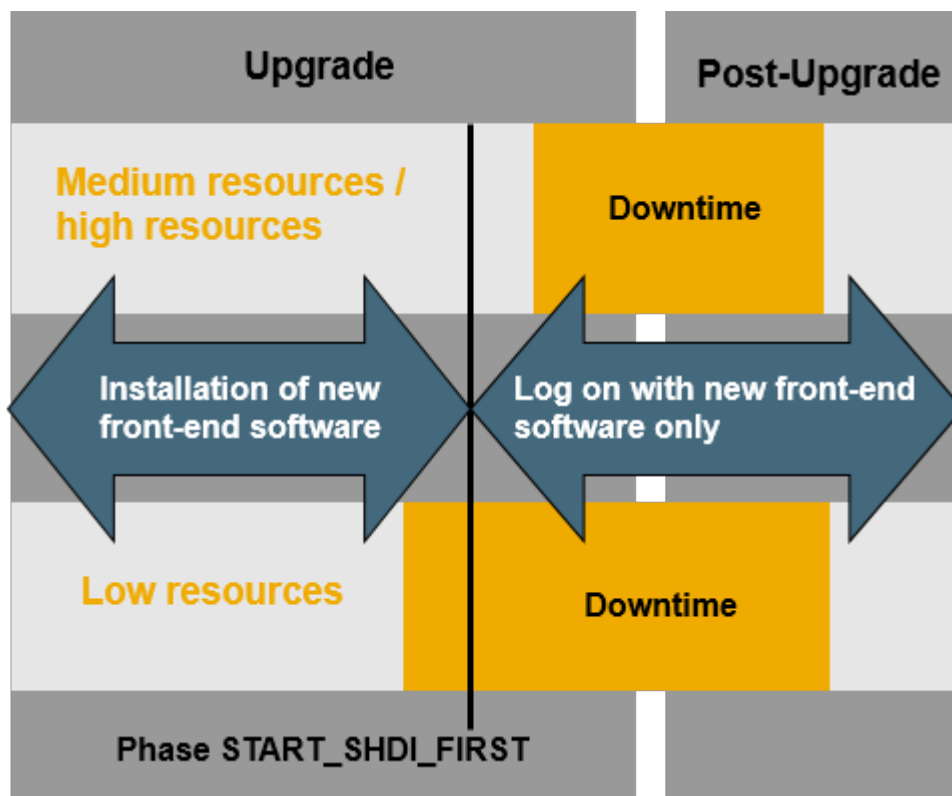 Upgrade
Post-Upgrade
Medium resources /
high resources
Downtime
Installation of new
front-end software
Log on with new front-end
software only
Low resources
Downtime
Phase START_SHDI_FIRST